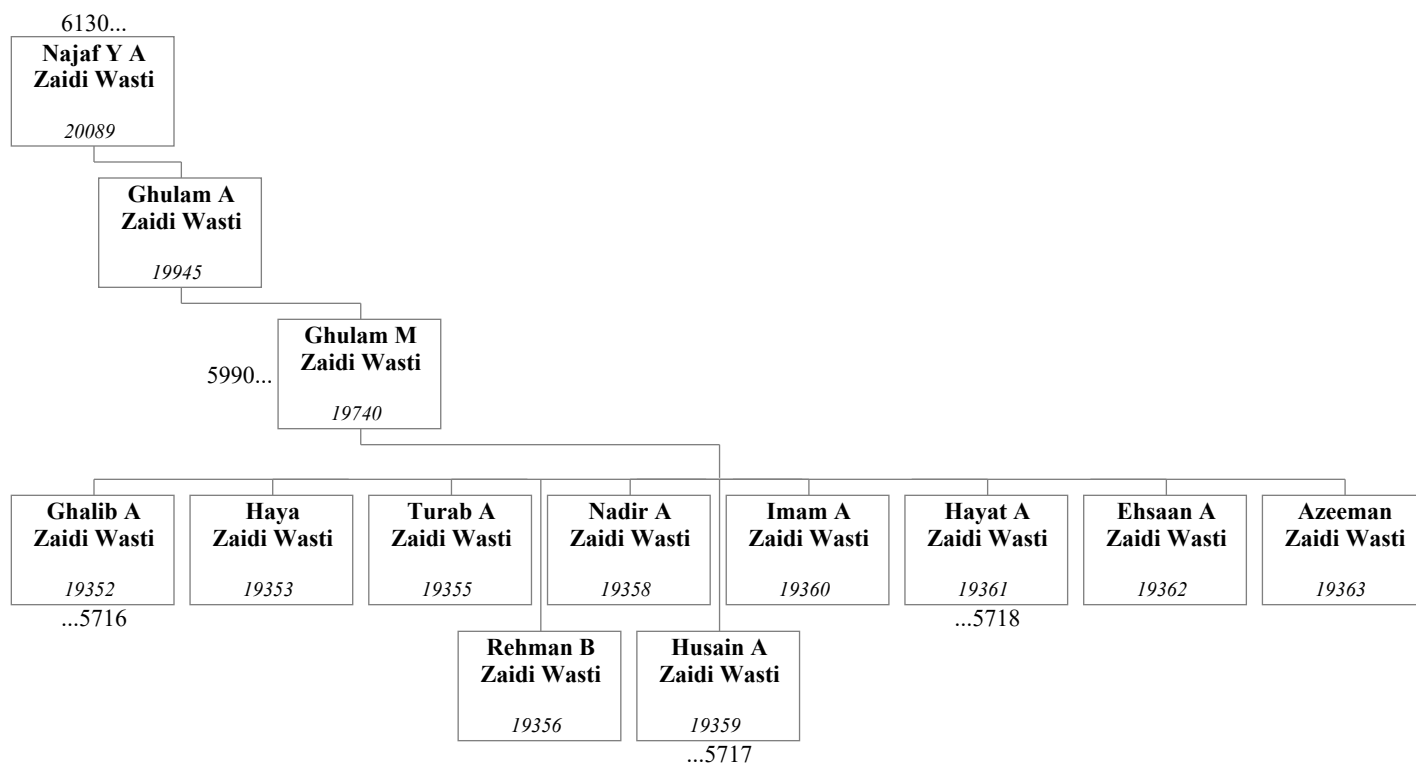 6130...
Najaf Y A
Zaidi Wasti
20089
Ghulam A
Zaidi Wasti
19945
Ghulam M
Zaidi Wasti
5990...
19740
Ghalib A
Zaidi Wasti
19352
...5716
Haya
Zaidi Wasti
19353
Turab A
Zaidi Wasti
19355
Nadir A
Zaidi Wasti
19358
Imam A
Zaidi Wasti
19360
Hayat A
Zaidi Wasti
19361
...5718
Ehsaan A
Zaidi Wasti
19362
Azeeman
Zaidi Wasti
19363
Rehman B
Zaidi Wasti
19356
Husain A
Zaidi Wasti
19359
...5717